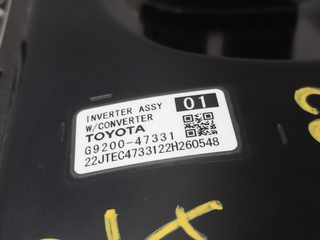 INVERTER ASSY 01
W/CONVERTER
TOYOTA
G9200-47331
22JTEC4733122H260548